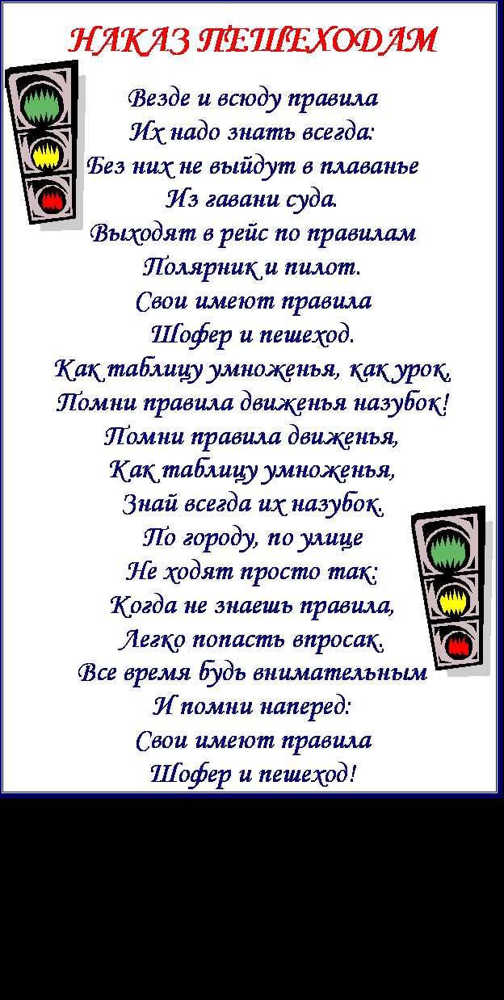 НАКАЗ ПЕШЕХОДАМ
Везде и всюду правила
Их надо знать всегда:
Без них не выйдут в плаванье
Из гавани суда.
Выходят в рейс по правилам
Полярник и пилот.
Свои имеют правила
Шофер и пешеход.
Как таблицу умноженья, как урок,
Помни правила движенья назубок!
Помни правила движенья,
Как таблицу умноженья,
Знай всегда их назубок.
По городу, по улице
Не ходят просто так:
Когда не знаешь правила,
Легко попасть впросак.
Все время будь внимательным
И помни наперед:
Свои имеют правила
Шофер и пешеход!